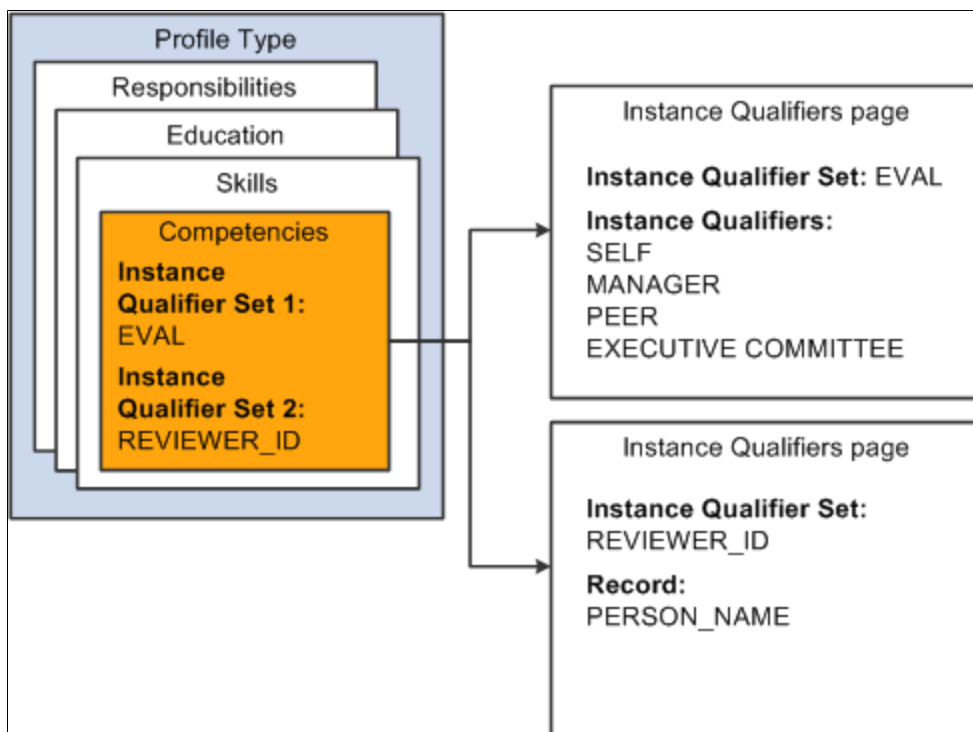 Profile Type
Responsibilities
Education
Skills
Competencies
Instance
Qualifier Set 1:
EVAL
Instance
Qualifier Set 2:
REVIEWER_ID
Instance Qualifiers page
Instance Qualifier Set: EVAL
Instance Qualifiers:
SELF
MANAGER
PEER
EXECUTIVE COMMITTEE
Instance Qualifiers page
Instance Qualifier Set:
REVIEWER_ID
Record:
PERSON_NAME